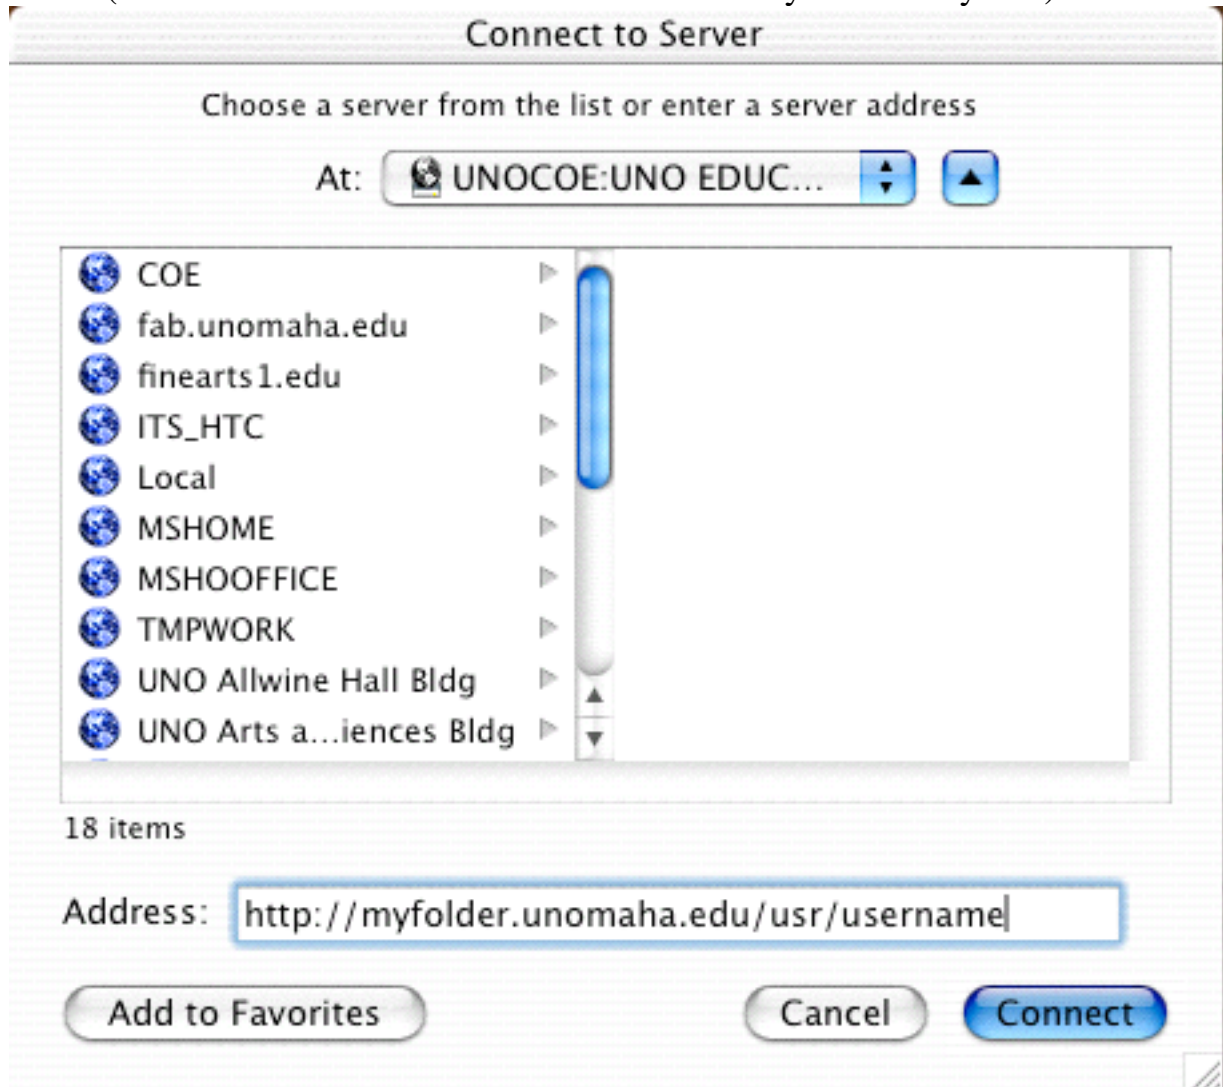 Connect to Server
Choose a server from the list or enter a server address
At: UNOCOE:UNO EDUC...
COE
fab.unomaha.edu
finearts1.edu
ITS_HTC
Local
MSHOME
MSHOOFFICE
TMPWORK
UNO Allwine Hall Bldg
UNO Arts a...iences Bldg
18 items
Address: http://myfolder.unomaha.edu/usr/username
Add to Favorites Cancel Connect